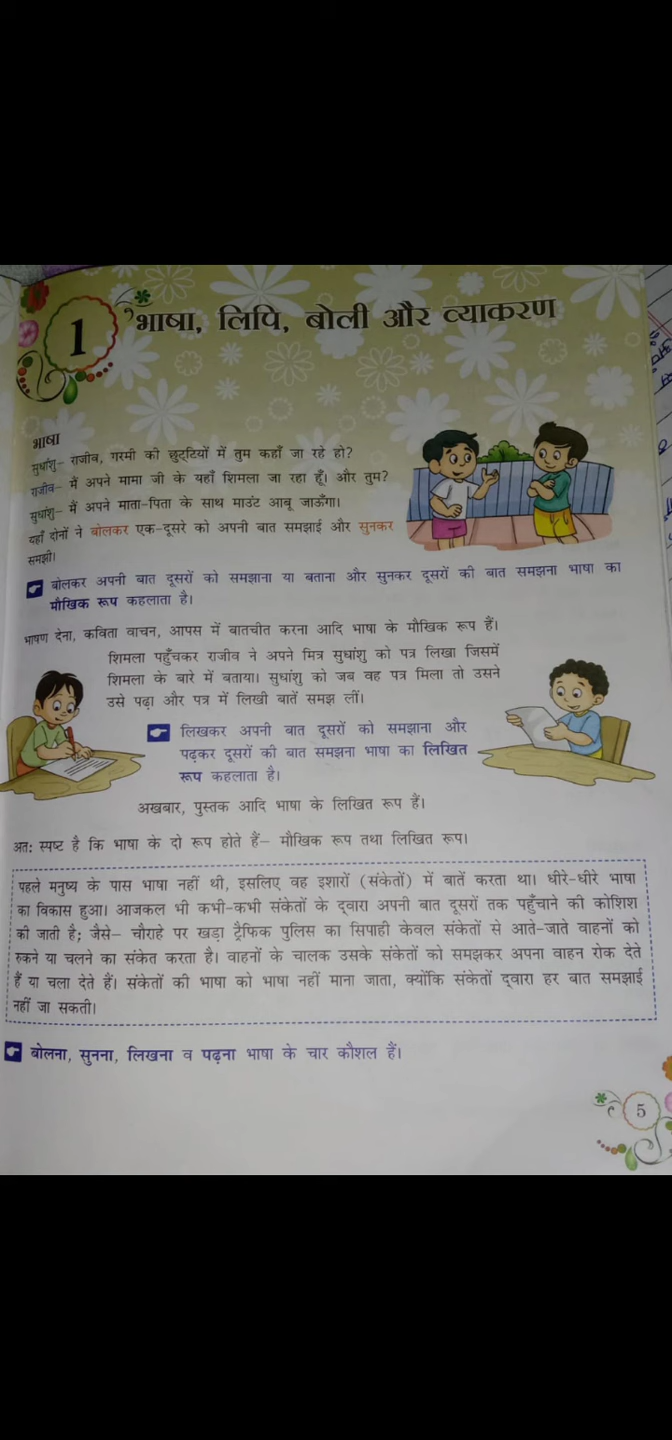 1
भाषा, लिपि, बोली और व्याकरण
भाषा
सुधांशु– राजीव, गरमी की छुट्टियों में तुम कहाँ जा रहे हो?
राजीव– मैं अपने मामा जी के यहाँ शिमला जा रहा हूँ। और तुम?
सुधांशु– मैं अपने माता-पिता के साथ माउंट आबू जाऊँगा।
यहाँ दोनों ने बोलकर एक-दूसरे को अपनी बात समझाई और सुनकर
समझी।
बोलकर अपनी बात दूसरों को समझाना या बताना और सुनकर दूसरों की बात समझना भाषा का
मौखिक रूप कहलाता है।
भाषण देना, कविता वाचन, आपस में बातचीत करना आदि भाषा के मौखिक रूप हैं।
शिमला पहुँचकर राजीव ने अपने मित्र सुधांशु को पत्र लिखा जिसमें
शिमला के बारे में बताया। सुधांशु को जब वह पत्र मिला तो उसने
उसे पढ़ा और पत्र में लिखी बातें समझ लीं।
लिखकर अपनी बात दूसरों को समझाना और
पढ़कर दूसरों की बात समझना भाषा का लिखित
रूप कहलाता है।
अखबार, पुस्तक आदि भाषा के लिखित रूप हैं।
अतः स्पष्ट है कि भाषा के दो रूप होते हैं– मौखिक रूप तथा लिखित रूप।
पहले मनुष्य के पास भाषा नहीं थी, इसलिए वह इशारों (संकेतों) में बातें करता था। धीरे-धीरे भाषा
का विकास हुआ। आजकल भी कभी-कभी संकेतों के द्वारा अपनी बात दूसरों तक पहुँचाने की कोशिश
की जाती है; जैसे– चौराहे पर खड़ा ट्रैफिक पुलिस का सिपाही केवल संकेतों से आते-जाते वाहनों को
रुकने या चलने का संकेत करता है। वाहनों के चालक उसके संकेतों को समझकर अपना वाहन रोक देते
हैं या चला देते हैं। संकेतों की भाषा को भाषा नहीं माना जाता, क्योंकि संकेतों द्वारा हर बात समझाई
नहीं जा सकती।
बोलना, सुनना, लिखना व पढ़ना भाषा के चार कौशल हैं।
5